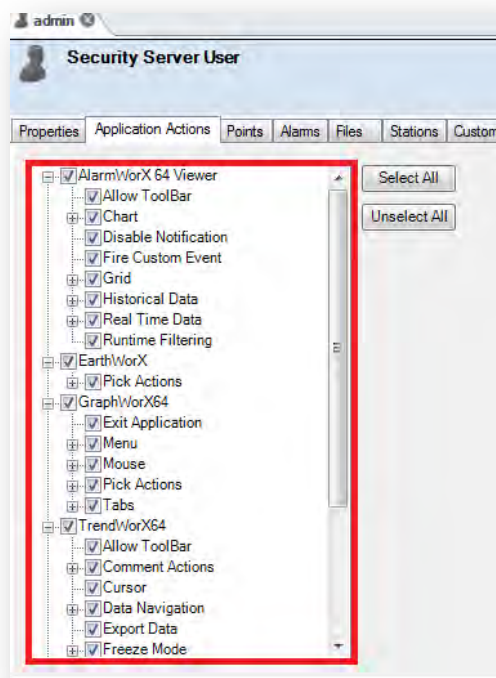 admin
Security Server User
Properties Application Actions Points Alarms Files Stations Custom
AlarmWorX 64 Viewer
Select All
Allow ToolBar
Chart
Unselect All
Disable Notification
Fire Custom Event
Grid
Historical Data
Real Time Data
Runtime Filtering
EarthWorX
Pick Actions
GraphWorX64
Exit Application
Menu
Mouse
Pick Actions
Tabs
TrendWorX64
Allow ToolBar
Comment Actions
Cursor
Data Navigation
Export Data
Freeze Mode